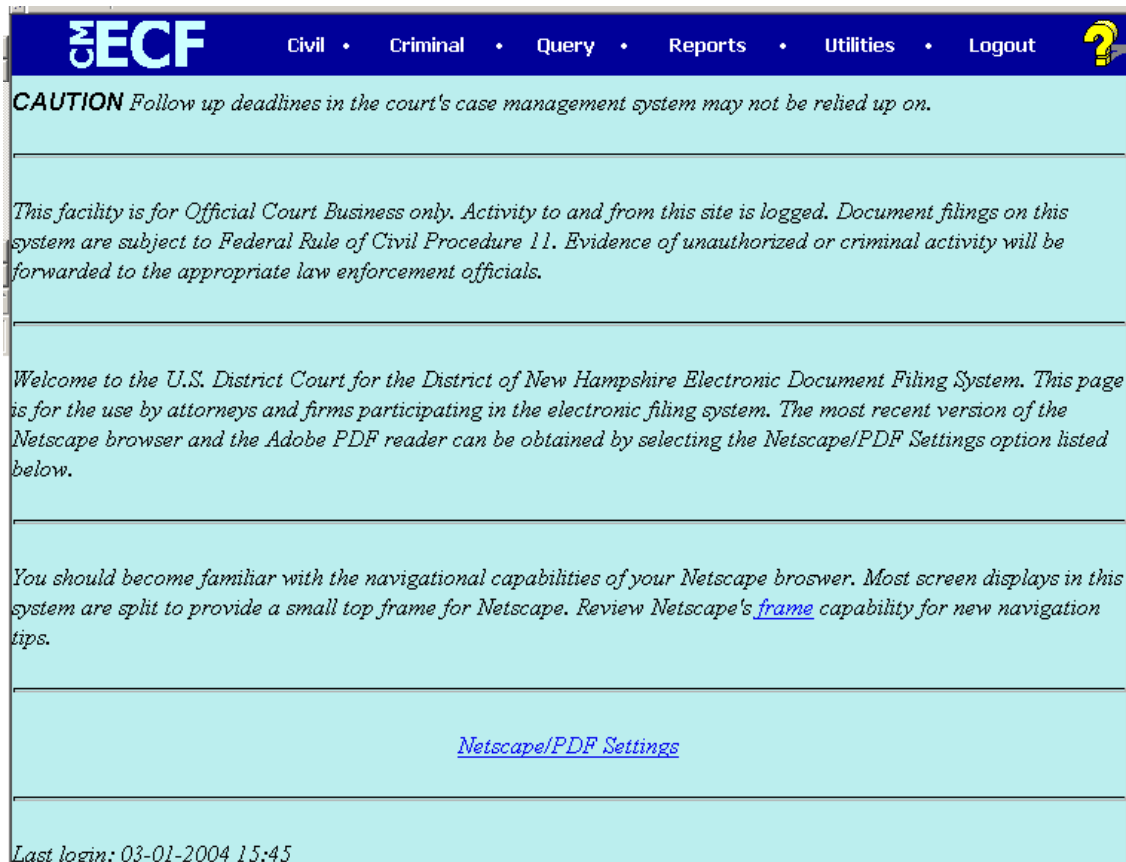 CM ECF Civil • Criminal • Query • Reports • Utilities • Logout ?
CAUTION Follow up deadlines in the court's case management system may not be relied up on.
This facility is for Official Court Business only. Activity to and from this site is logged. Document filings on this
system are subject to Federal Rule of Civil Procedure 11. Evidence of unauthorized or criminal activity will be
forwarded to the appropriate law enforcement officials.
Welcome to the U.S. District Court for the District of New Hampshire Electronic Document Filing System. This page
is for the use by attorneys and firms participating in the electronic filing system. The most recent version of the
Netscape browser and the Adobe PDF reader can be obtained by selecting the Netscape/PDF Settings option listed
below.
You should become familiar with the navigational capabilities of your Netscape broswer. Most screen displays in this
system are split to provide a small top frame for Netscape. Review Netscape's frame capability for new navigation
tips.
Netscape/PDF Settings
Last login: 03-01-2004 15:45